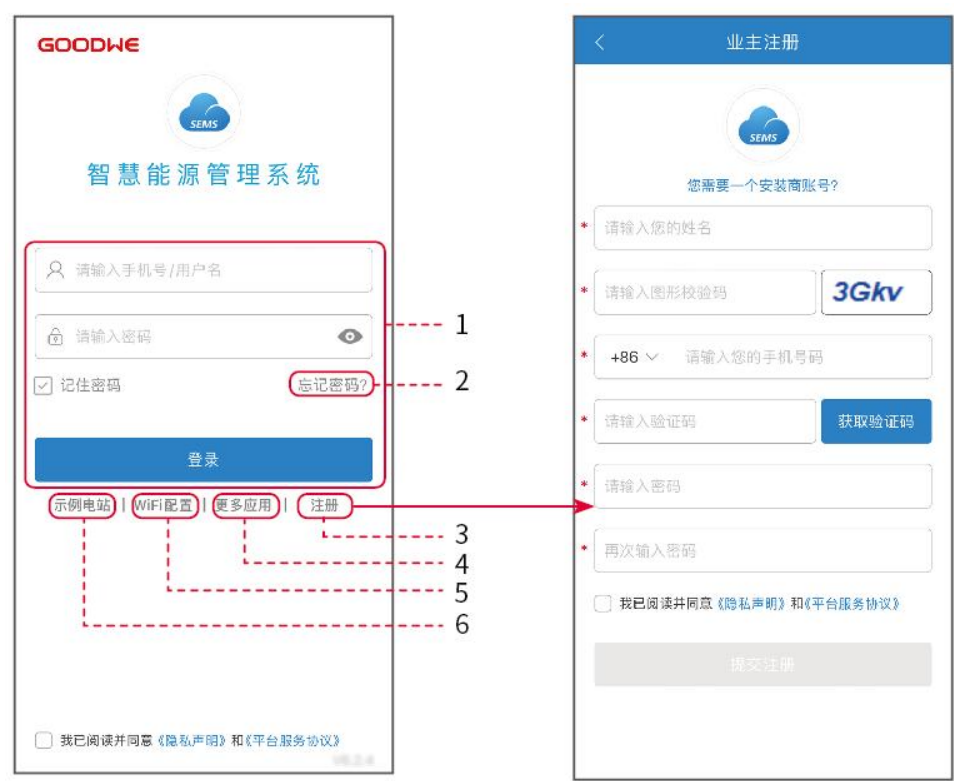 GOODWE
SEMS
智慧能源管理系统
请输入手机号/用户名
请输入密码
记住密码 忘记密码?
登录
示例电站 | WiFi配置 | 更多应用 | 注册
1
2
3
4
5
6
我已阅读并同意《隐私声明》和《平台服务协议》
业主注册
SEMS
您需要一个安装商账号?
* 请输入您的姓名
* 请输入图形校验码 3Gkv
* +86 请输入您的手机号码
* 请输入验证码 获取验证码
* 请输入密码
* 再次输入密码
我已阅读并同意《隐私声明》和《平台服务协议》
提交注册